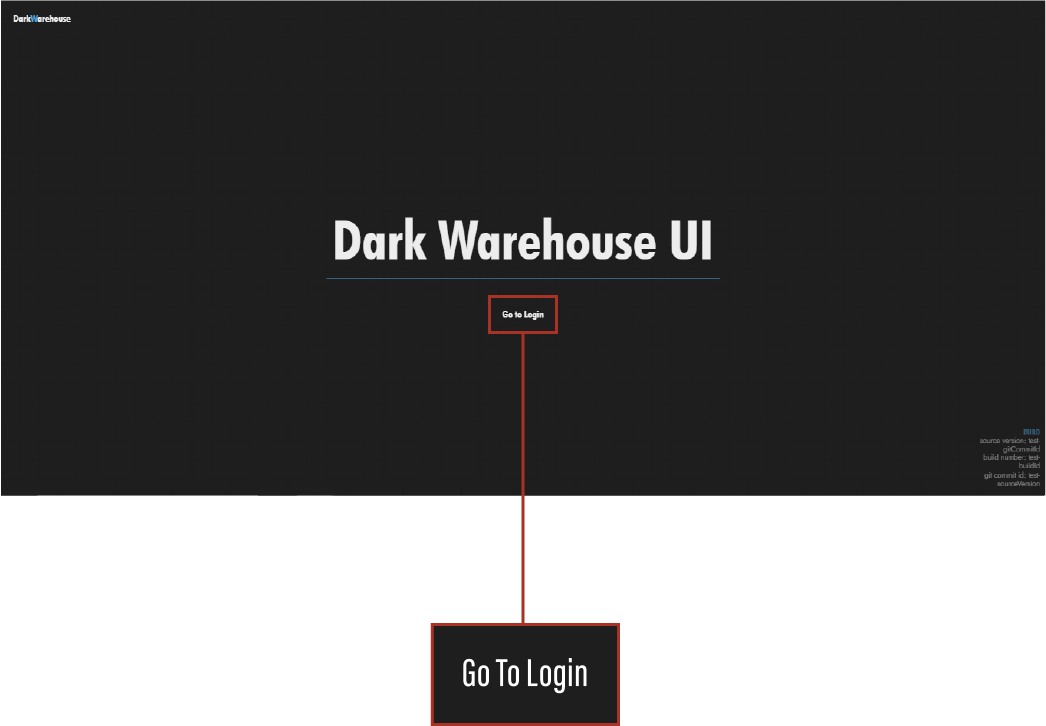 DarkWarehouse
Dark Warehouse UI
Go to Login
BUILD
source version: test-
gitCommitId
build number: test-
buildId
git commit id: test-
sourceVersion
Go To Login